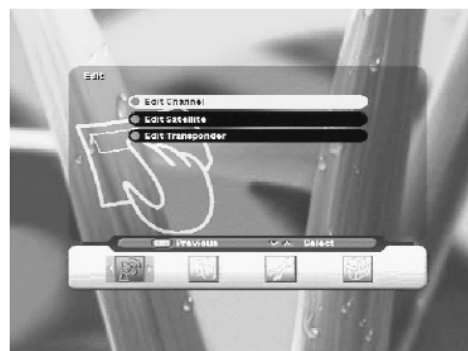 Edit
Edit Channel
Edit Satellite
Edit Transponder
Previous Select